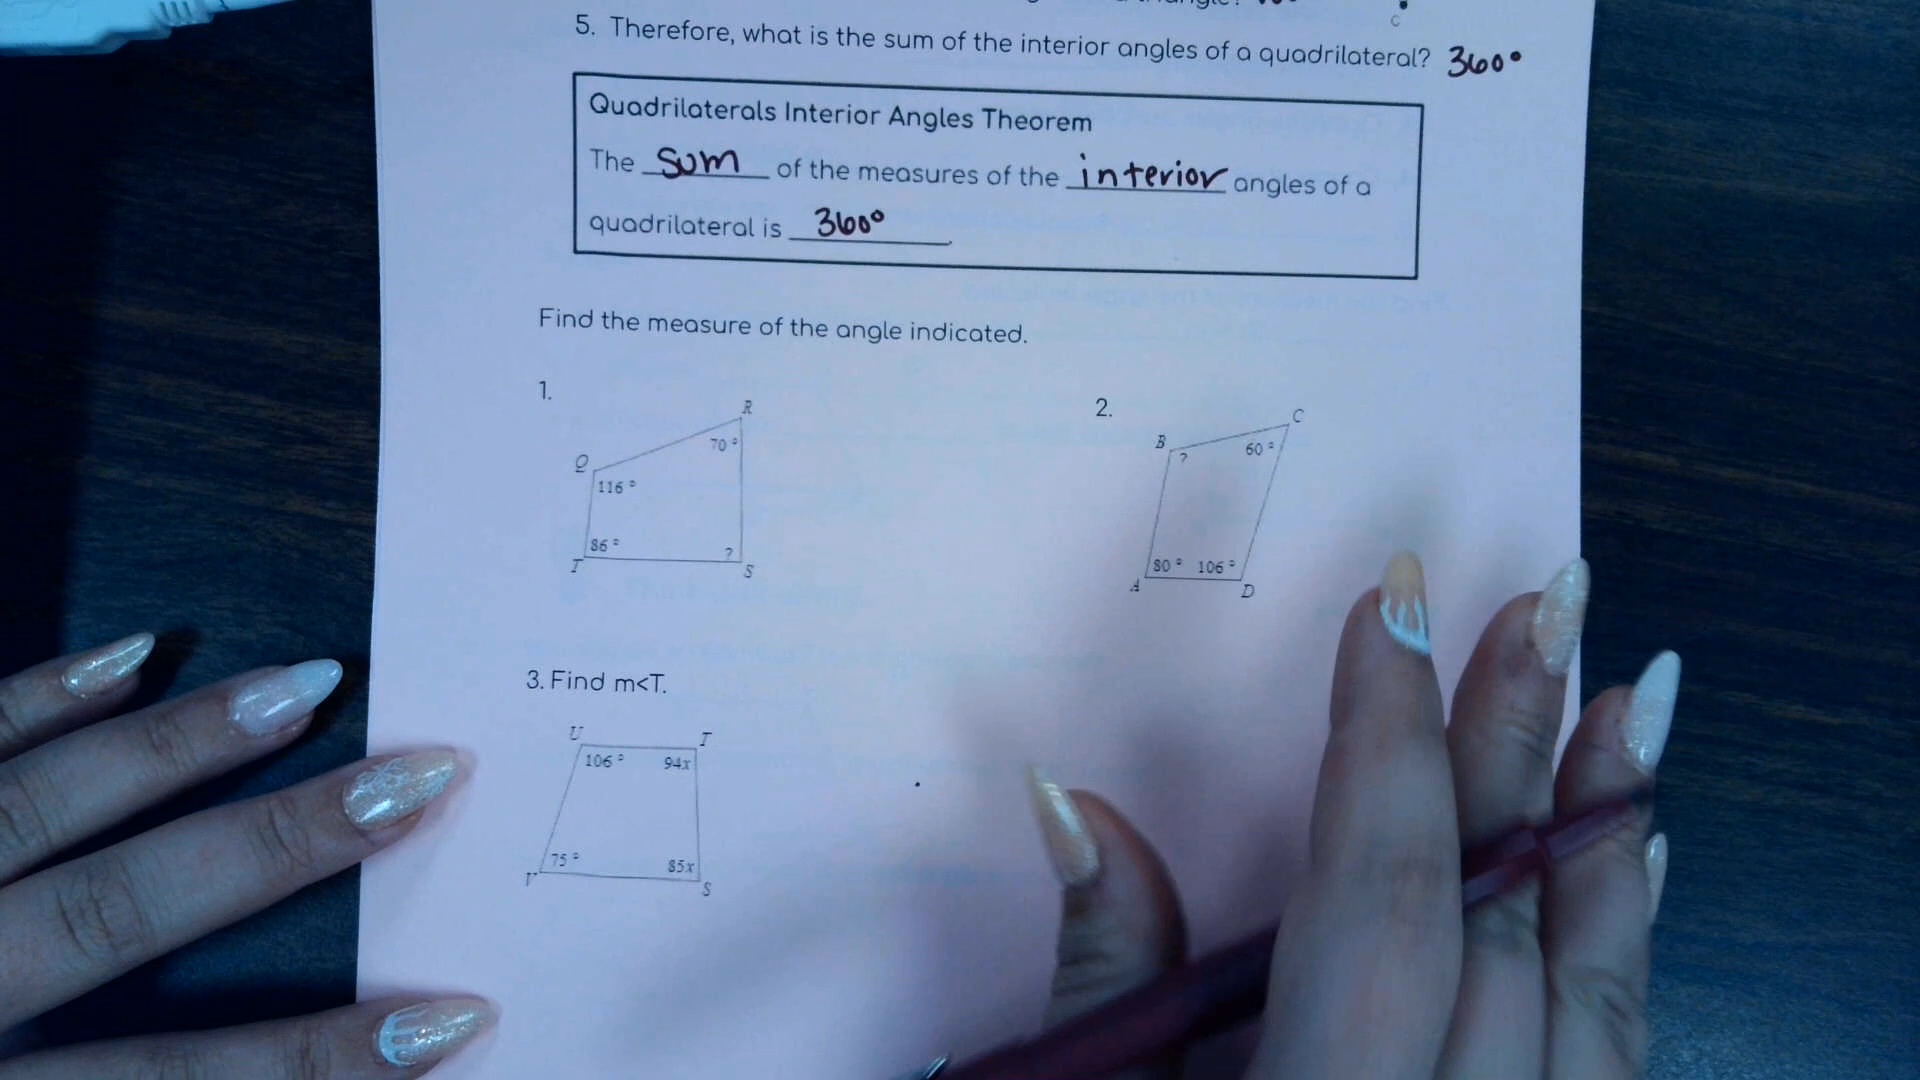 C
5. Therefore, what is the sum of the interior angles of a quadrilateral? 360°
Quadrilaterals Interior Angles Theorem
The sum of the measures of the interior angles of a
quadrilateral is 360°.
Find the measure of the angle indicated.
1.
R
70°
Q
116°
86°
?
T
S
2.
C
B
?
60°
80° 106°
A
D
3. Find m<T.
U
T
106° 94x
75° 85x
V
S